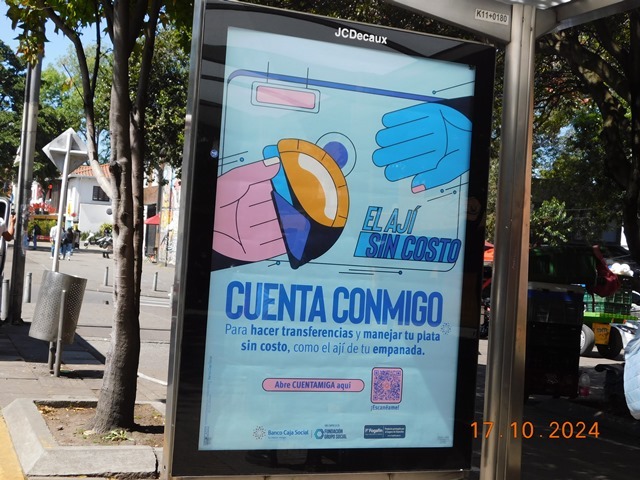 K11+0180
JCDecaux
EL AJÍ
SIN COSTO
CUENTA CONMIGO
Para hacer transferencias y manejar tu plata
sin costo, como el ají de tu empanada.
Abre CUENTAMIGA aquí
¡Escanéame!
Banco Caja Social
FUNDACIÓN
GRUPO SOCIAL
Fogafín
17.10.2024